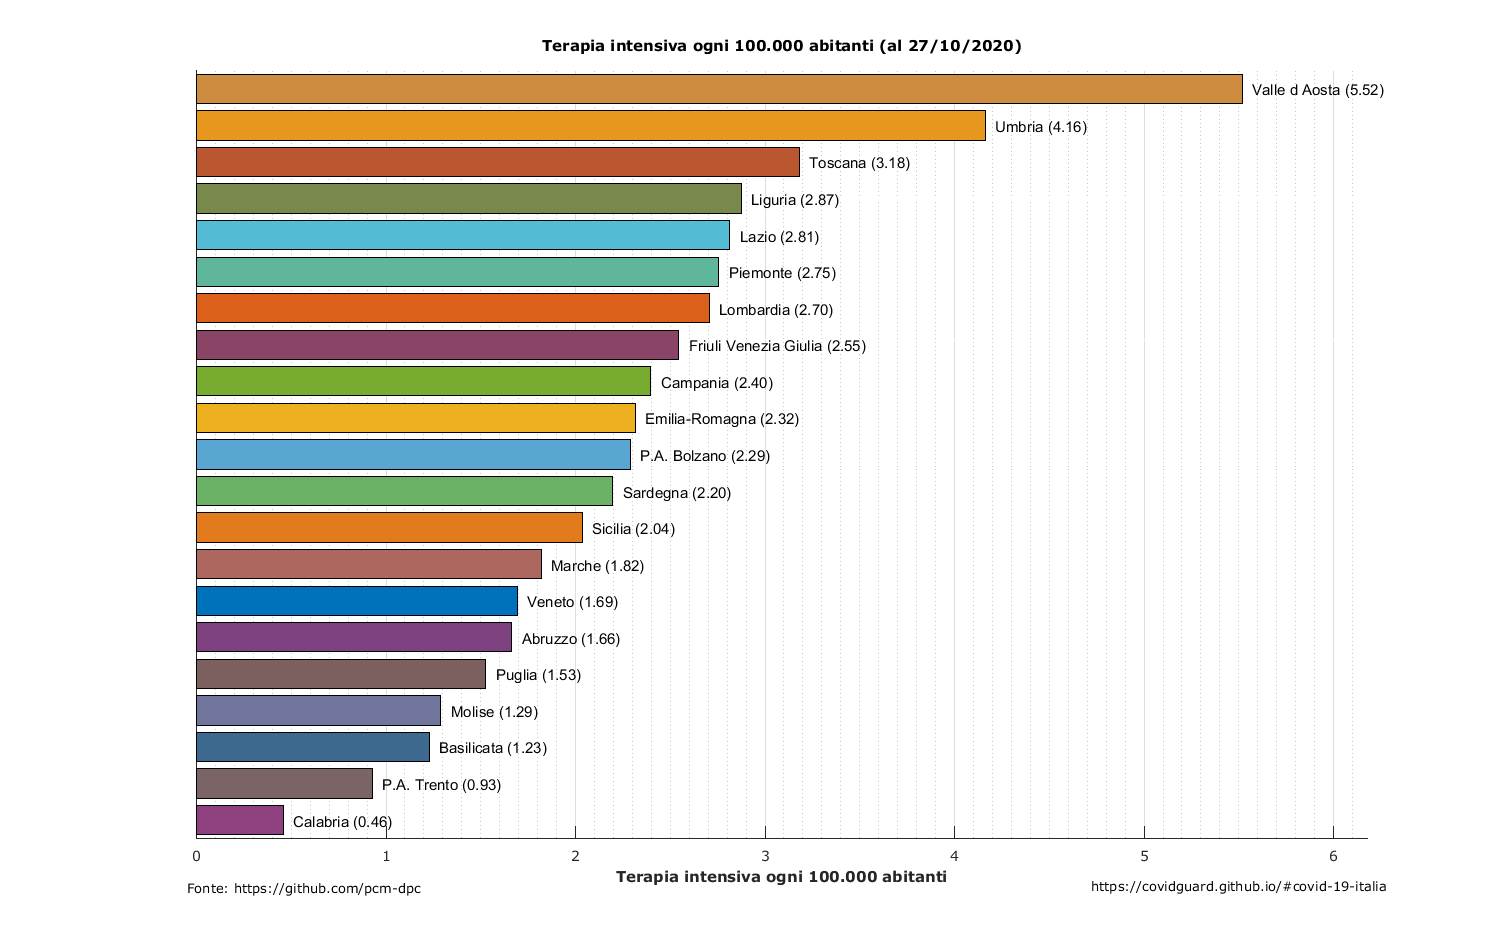 Terapia intensiva ogni 100.000 abitanti (al 27/10/2020)
Valle d Aosta (5.52)
Umbria (4.16)
Toscana (3.18)
Liguria (2.87)
Lazio (2.81)
Piemonte (2.75)
Lombardia (2.70)
Friuli Venezia Giulia (2.55)
Campania (2.40)
Emilia-Romagna (2.32)
P.A. Bolzano (2.29)
Sardegna (2.20)
Sicilia (2.04)
Marche (1.82)
Veneto (1.69)
Abruzzo (1.66)
Puglia (1.53)
Molise (1.29)
Basilicata (1.23)
P.A. Trento (0.93)
Calabria (0.46)
0 1 2 3 4 5 6
Terapia intensiva ogni 100.000 abitanti
Fonte: https://github.com/pcm-dpc
https://covidguard.github.io/#covid-19-italia